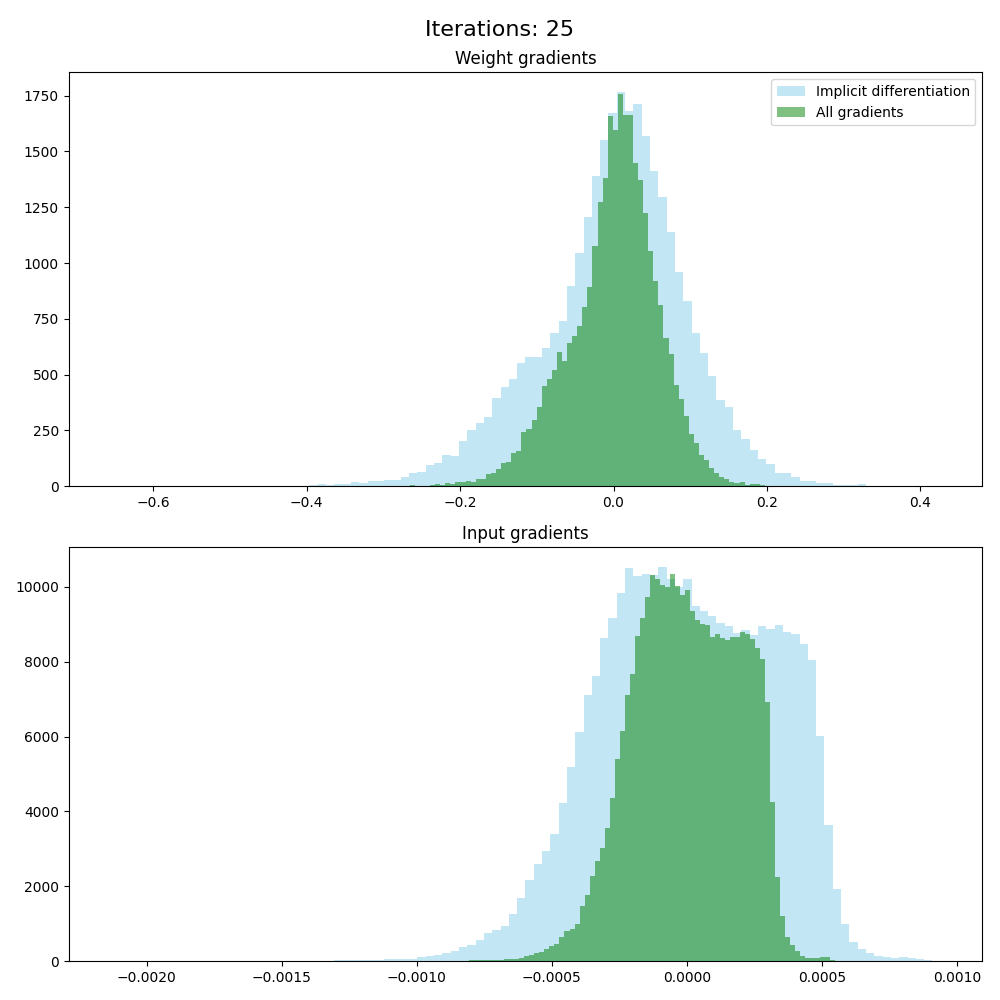 Iterations: 25
Weight gradients
Implicit differentiation
All gradients
1750
1500
1250
1000
750
500
250
0
−0.6 −0.4 −0.2 0.0 0.2 0.4
Input gradients
10000
8000
6000
4000
2000
0
−0.0020 −0.0015 −0.0010 −0.0005 0.0000 0.0005 0.0010